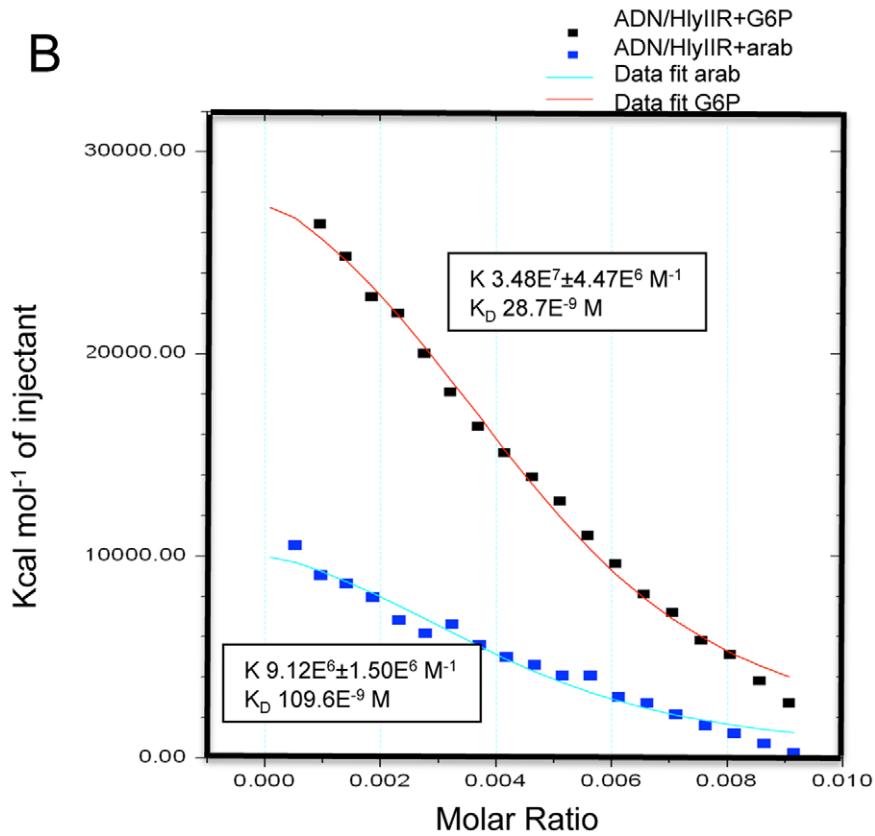 B
ADN/HlyIIR+G6P
ADN/HlyIIR+arab
Data fit arab
Data fit G6P
30000.00
20000.00
10000.00
0.00
Kcal mol⁻¹ of injectant
K 3.48E⁷±4.47E⁶ M⁻¹
K_D 28.7E⁻⁹ M
K 9.12E⁶±1.50E⁶ M⁻¹
K_D 109.6E⁻⁹ M
0.000 0.002 0.004 0.006 0.008 0.010
Molar Ratio